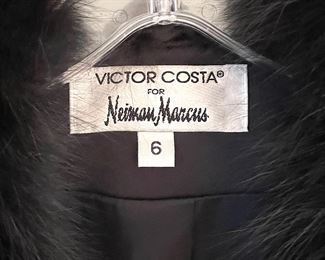 VICTOR COSTA®
FOR
Neiman Marcus
6